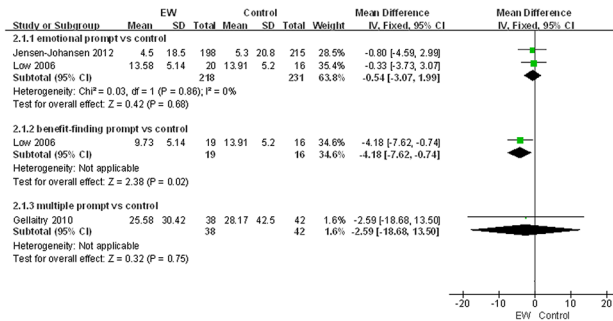 EW Control Mean Difference Mean Difference
Study or Subgroup Mean SD Total Mean SD Total Weight IV, Fixed, 95% CI IV, Fixed, 95% CI
2.1.1 emotional prompt vs control
Jensen-Johansen 2012 4.5 18.5 198 5.3 20.8 215 28.5% -0.80 [-4.59, 2.99]
Low 2006 13.58 5.14 20 13.91 5.2 16 35.4% -0.33 [-3.73, 3.07]
Subtotal (95% CI) 218 231 63.8% -0.54 [-3.07, 1.99]
Heterogeneity: Chi² = 0.03, df = 1 (P = 0.86); I² = 0%
Test for overall effect: Z = 0.42 (P = 0.68)
2.1.2 benefit-finding prompt vs control
Low 2006 9.73 5.14 19 13.91 5.2 16 34.6% -4.18 [-7.62, -0.74]
Subtotal (95% CI) 19 16 34.6% -4.18 [-7.62, -0.74]
Heterogeneity: Not applicable
Test for overall effect: Z = 2.38 (P = 0.02)
2.1.3 multiple prompt vs control
Gellaitry 2010 25.58 30.42 38 28.17 42.5 42 1.6% -2.59 [-18.68, 13.50]
Subtotal (95% CI) 38 42 1.6% -2.59 [-18.68, 13.50]
Heterogeneity: Not applicable
Test for overall effect: Z = 0.32 (P = 0.75)
-20 -10 0 10 20
EW Control